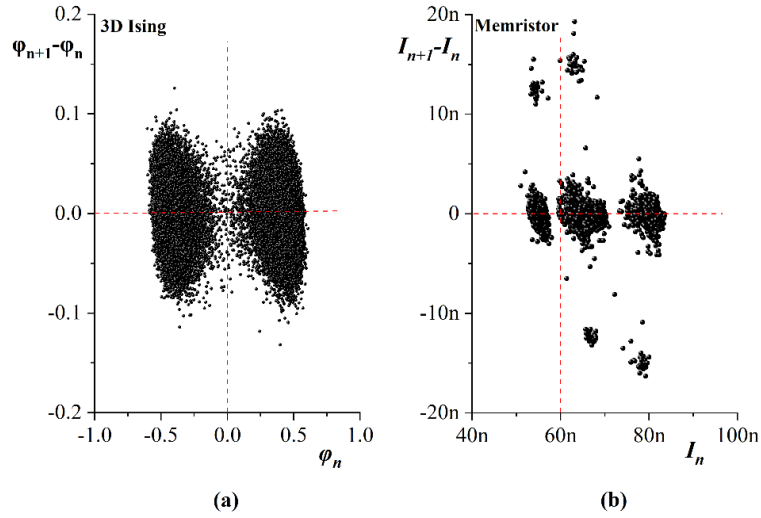 3D Ising
φn+1-φn
0.2
0.1
0.0
-0.1
-0.2
-1.0 -0.5 0.0 0.5 1.0
φn
(a)
Memristor
In+1-In
20n
10n
0
-10n
-20n
40n 60n 80n 100n
In
(b)